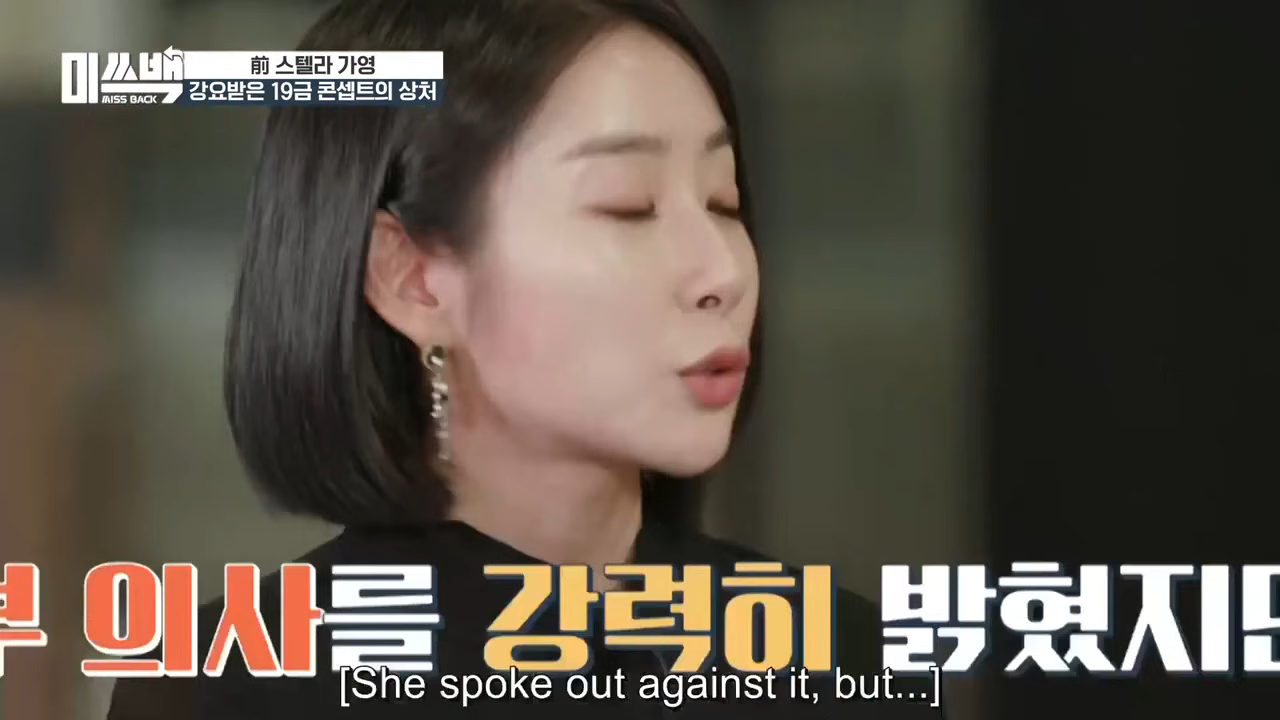 미쓰백
MISS BACK
前 스텔라 가영
강요받은 19금 콘셉트의 상처
의사를 강력히 밝혔지만
[She spoke out against it, but...]